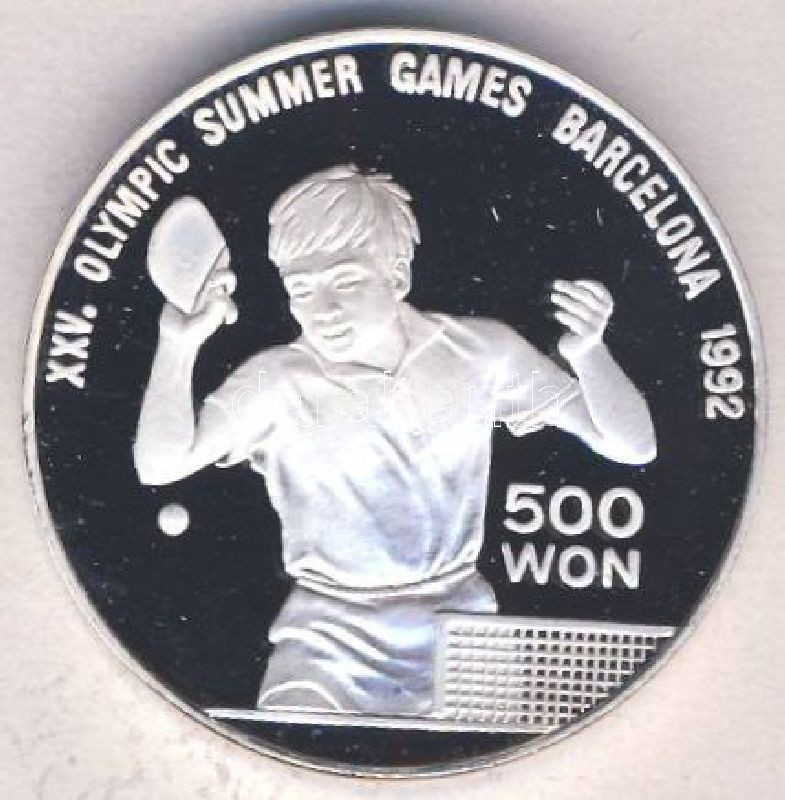 XXV. OLYMPIC SUMMER GAMES BARCELONA 1992
500
WON